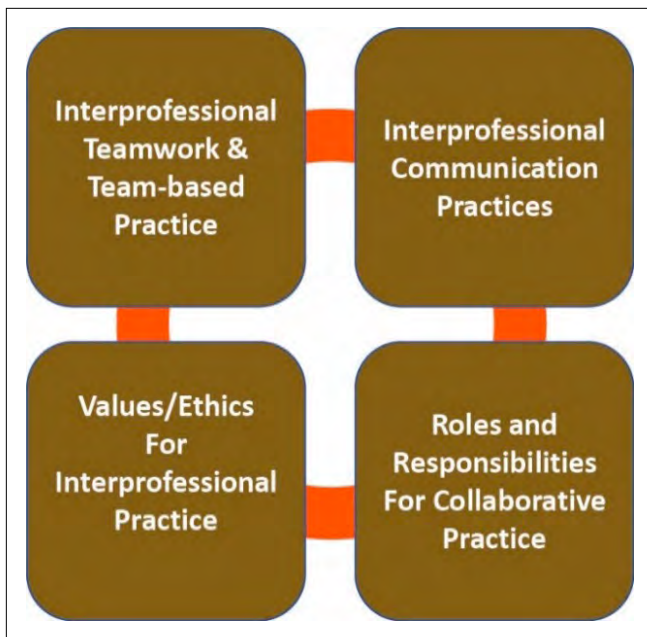 Interprofessional
Teamwork &
Team-based
Practice
Interprofessional
Communication
Practices
Values/Ethics
For
Interprofessional
Practice
Roles and
Responsibilities
For Collaborative
Practice